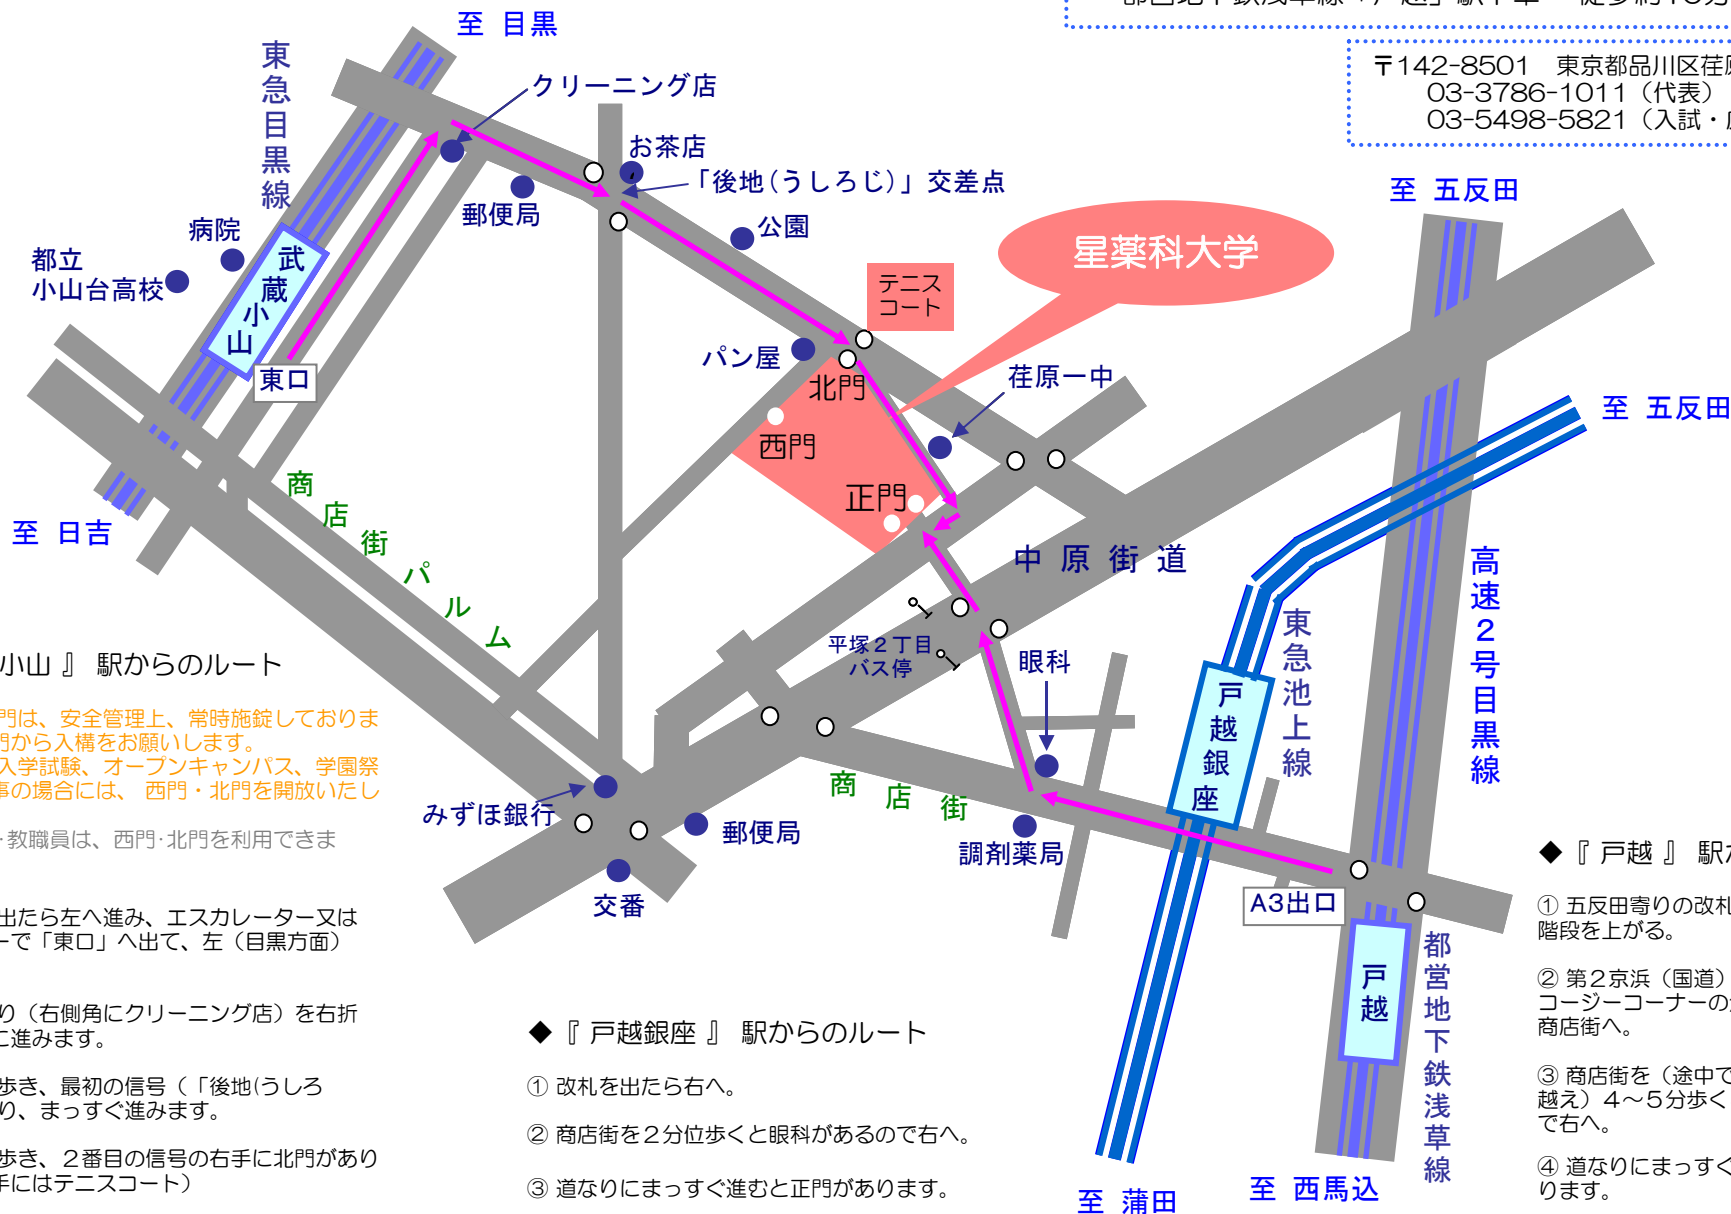 都営地下鉄浅草線「戸越」駅下車 徒歩約10分
〒142-8501 東京都品川区荏原
03-3786-1011（代表）
03-5498-5821（入試・
至 目黒
東急目黒線
クリーニング店
お茶店
「後地(うしろじ)」交差点
郵便局
公園
病院
都立
小山台高校
武蔵小山
東口
至 日吉
商店街パルム
星薬科大学
テニス
コート
パン屋
北門
西門
正門
荏原一中
至 五反田
至 五反田
中原街道
高速2号目黒線
東急池上線
平塚2丁目
バス停
眼科
戸越銀座
商店街
みずほ銀行
郵便局
調剤薬局
交番
A3出口
戸越
都営地下鉄浅草線
至 蒲田
至 西馬込
小山 』 駅からのルート
門は、安全管理上、常時施錠しておりま
門から入構をお願いします。
入学試験、オープンキャンパス、学園祭
事の場合には、 西門・北門を開放いたし
・教職員は、西門・北門を利用できま
出たら左へ進み、エスカレーター又は
ーで「東口」へ出て、左（目黒方面）
り（右側角にクリーニング店）を右折
に進みます。
歩き、最初の信号（「後地(うしろ
り、まっすぐ進みます。
歩き、２番目の信号の右手に北門があり
手にはテニスコート）
◆『 戸越銀座 』 駅からのルート
① 改札を出たら右へ。
② 商店街を２分位歩くと眼科があるので右へ。
③ 道なりにまっすぐ進むと正門があります。
◆『 戸越 』 駅か
① 五反田寄りの改札
階段を上がる。
② 第２京浜（国道）
コージーコーナーの
商店街へ。
③ 商店街を（途中で
越え）４～５分歩く
で右へ。
④ 道なりにまっすぐ
ります。